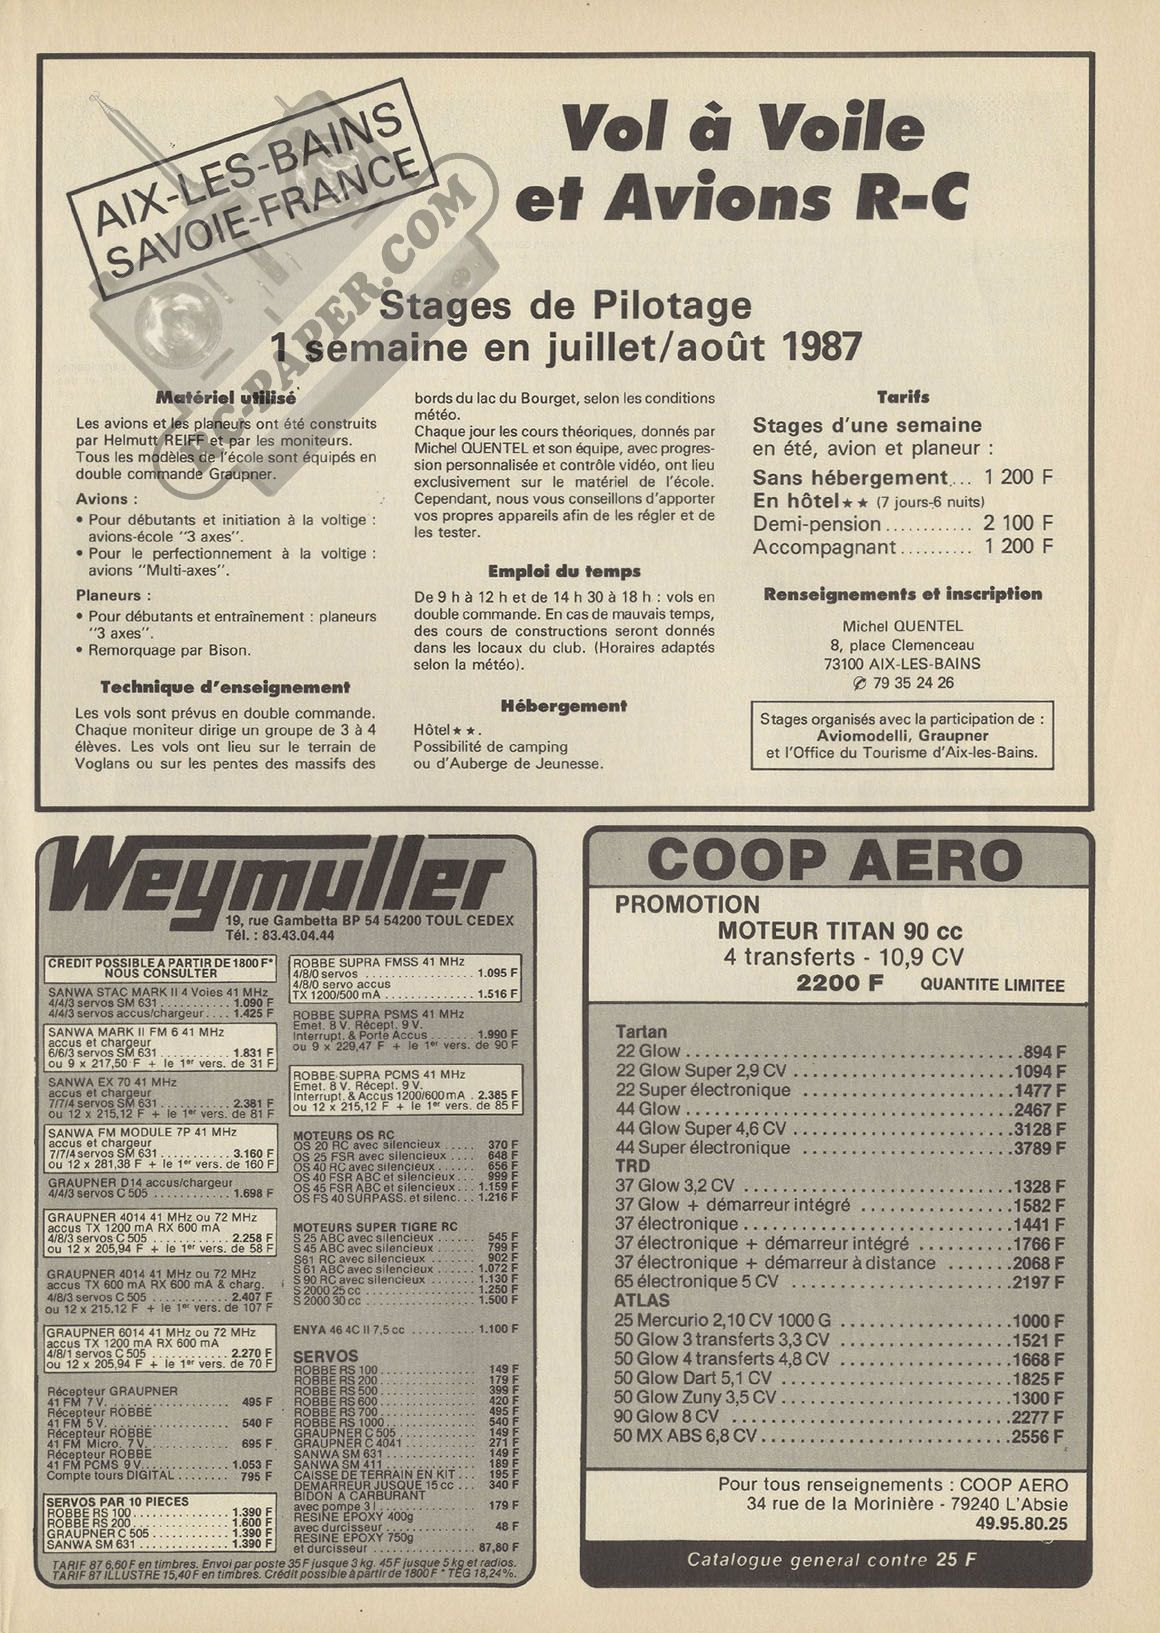 AIX-LES-BAINS
SAVOIE-FRANCE
RC-PAPER.COM
Vol à Voile
et Avions R-C
Stages de Pilotage
1 semaine en juillet/août 1987
Matériel utilisé
Les avions et les planeurs ont été construits
par Helmutt REIFF et par les moniteurs.
Tous les modèles de l'école sont équipés en
double commande Graupner.
Avions :
• Pour débutants et initiation à la voltige :
avions-école "3 axes".
• Pour le perfectionnement à la voltige :
avions "Multi-axes".
Planeurs :
• Pour débutants et entraînement : planeurs
"3 axes".
• Remorquage par Bison.
Technique d'enseignement
Les vols sont prévus en double commande.
Chaque moniteur dirige un groupe de 3 à 4
élèves. Les vols ont lieu sur le terrain de
Voglans ou sur les pentes des massifs des
bords du lac du Bourget, selon les conditions
météo.
Chaque jour les cours théoriques, donnés par
Michel QUENTEL et son équipe, avec progres-
sion personnalisée et contrôle vidéo, ont lieu
exclusivement sur le matériel de l'école.
Cependant, nous vous conseillons d'apporter
vos propres appareils afin de les régler et de
les tester.
Emploi du temps
De 9 h à 12 h et de 14 h 30 à 18 h : vols en
double commande. En cas de mauvais temps,
des cours de constructions seront donnés
dans les locaux du club. (Horaires adaptés
selon la météo).
Hébergement
Hôtel★★.
Possibilité de camping
ou d'Auberge de Jeunesse.
Tarifs
Stages d'une semaine
en été, avion et planeur :
Sans hébergement... 1 200 F
En hôtel★★ (7 jours-6 nuits)
Demi-pension............ 2 100 F
Accompagnant.......... 1 200 F
Renseignements et inscription
Michel QUENTEL
8, place Clemenceau
73100 AIX-LES-BAINS
✆ 79 35 24 26
Stages organisés avec la participation de :
Aviomodelli, Graupner
et l'Office du Tourisme d'Aix-les-Bains.
Weymuller
19, rue Gambetta BP 54 54200 TOUL CEDEX
Tél. : 83.43.04.44
CREDIT POSSIBLE A PARTIR DE 1800 F*
NOUS CONSULTER
SANWA STAC MARK II 4 Voies 41 MHz
4/4/3 servos SM 631 .......... 1.090 F
4/4/3 servos accus/chargeur.... 1.425 F
SANWA MARK II FM 6 41 MHz
accus et chargeur
6/6/3 servos SM 631 .......... 1.831 F
ou 9 x 217,50 F + le 1er vers. de 31 F
SANWA EX 70 41 MHz
accus et chargeur
7/7/4 servos SM 631 .......... 2.381 F
ou 12 x 215,12 F + le 1er vers. de 81 F
SANWA FM MODULE 7P 41 MHz
accus et chargeur
7/7/4 servos SM 631 .......... 3.160 F
ou 12 x 281,38 F + le 1er vers. de 160 F
GRAUPNER D14 accus/chargeur
4/4/3 servos C 505 ............ 1.698 F
GRAUPNER 4014 41 MHz ou 72 MHz
accus TX 1200 mA RX 600 mA
4/8/3 servos C 505 ............ 2.258 F
ou 12 x 205,94 F + le 1er vers. de 58 F
GRAUPNER 4014 41 MHz ou 72 MHz
accus TX 600 mA RX 600 mA & charg.
4/8/3 servos C 505 ............ 2.407 F
ou 12 x 215,12 F + le 1er vers. de 107 F
GRAUPNER 6014 41 MHz ou 72 MHz
accus TX 1200 mA RX 600 mA
4/8/1 servos C 505 ............ 2.270 F
ou 12 x 205,94 F + le 1er vers. de 70 F
Récepteur GRAUPNER
41 FM 7 V.................. 495 F
Récepteur ROBBE
41 FM 5 V.................. 540 F
Récepteur ROBBE
41 FM Micro. 7 V............ 695 F
Récepteur ROBBE
41 FM PCMS 9 V............ 1.053 F
Compte tours DIGITAL........ 795 F
SERVOS PAR 10 PIECES
ROBBE RS 100.............. 1.390 F
ROBBE RS 200.............. 1.600 F
GRAUPNER C 505 .......... 1.390 F
SANWA SM 631 ............ 1.390 F
ROBBE SUPRA FMSS 41 MHz
4/8/0 servos ................ 1.095 F
4/8/0 servo accus
TX 1200/500 mA ............ 1.516 F
ROBBE SUPRA PSMS 41 MHz
Emet. 8 V. Récept. 9 V.
Interrupt. & Porte Accus ...... 1.990 F
ou 9 x 229,47 F + le 1er vers. de 90 F
ROBBE SUPRA PCMS 41 MHz
Emet. 8 V. Récept. 9 V.
Interrupt. & Accus 1200/600 mA . 2.385 F
ou 12 x 215,12 F + le 1er vers. de 85 F
MOTEURS OS RC
OS 20 RC avec silencieux ..... 370 F
OS 25 FSR avec silencieux .... 648 F
OS 40 RC avec silencieux ..... 656 F
OS 40 FSR ABC et silencieux .. 999 F
OS 45 FSR ABC et silencieux .. 1.159 F
OS FS 40 SURPASS. et silenc... 1.216 F
MOTEURS SUPER TIGRE RC
S 25 ABC avec silencieux ...... 545 F
S 45 ABC avec silencieux ...... 799 F
S61 RC avec silencieux ........ 902 F
S 61 ABC avec silencieux ...... 1.072 F
S 90 RC avec silencieux ....... 1.130 F
S 2000 25 cc ................ 1.250 F
S 2000 30 cc ................ 1.500 F
ENYA 46 4C II 7,5 cc .......... 1.100 F
SERVOS
ROBBE RS 100.............. 149 F
ROBBE RS 200.............. 179 F
ROBBE RS 500.............. 399 F
ROBBE RS 600.............. 420 F
ROBBE RS 700.............. 495 F
ROBBE RS 1000............. 540 F
GRAUPNER C 505 ........... 149 F
GRAUPNER C 4041 .......... 271 F
SANWA SM 631 ............. 149 F
SANWA SM 411 ............. 189 F
CAISSE DE TERRAIN EN KIT ... 195 F
DEMARREUR JUSQUE 15 cc ... 340 F
BIDON A CARBURANT
avec pompe 3 l .............. 179 F
RESINE EPOXY 400g
avec durcisseur .............. 48 F
RESINE EPOXY 750g
et durcisseur ................ 87,80 F
TARIF 87 6,60 F en timbres. Envoi par poste 35 F jusque 3 kg. 45 F jusque 5 kg et radios.
TARIF 87 ILLUSTRE 15,40 F en timbres. Crédit possible à partir de 1800 F * TEG 18,24%.
COOP AERO
PROMOTION
MOTEUR TITAN 90 cc
4 transferts - 10,9 CV
2200 F QUANTITE LIMITEE
Tartan
22 Glow................................894 F
22 Glow Super 2,9 CV ....................1094 F
22 Super électronique ....................1477 F
44 Glow................................2467 F
44 Glow Super 4,6 CV ....................3128 F
44 Super électronique ....................3789 F
TRD
37 Glow 3,2 CV ..........................1328 F
37 Glow + démarreur intégré ..............1582 F
37 électronique..........................1441 F
37 électronique + démarreur intégré ........1766 F
37 électronique + démarreur à distance ......2068 F
65 électronique 5 CV ......................2197 F
ATLAS
25 Mercurio 2,10 CV 1000 G ................1000 F
50 Glow 3 transferts 3,3 CV ................1521 F
50 Glow 4 transferts 4,8 CV ................1668 F
50 Glow Dart 5,1 CV ......................1825 F
50 Glow Zuny 3,5 CV ......................1300 F
90 Glow 8 CV ............................2277 F
50 MX ABS 6,8 CV ........................2556 F
Pour tous renseignements : COOP AERO
34 rue de la Morinière - 79240 L'Absie
49.95.80.25
Catalogue general contre 25 F